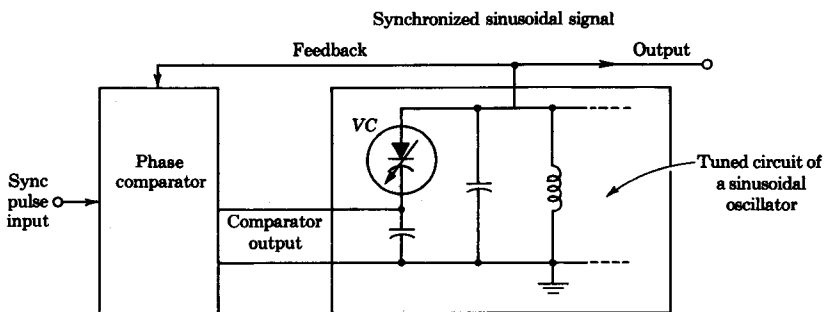 Synchronized sinusoidal signal
Feedback
Output
VC
Phase
comparator
Sync
pulse
input
Comparator
output
Tuned circuit of
a sinusoidal
oscillator